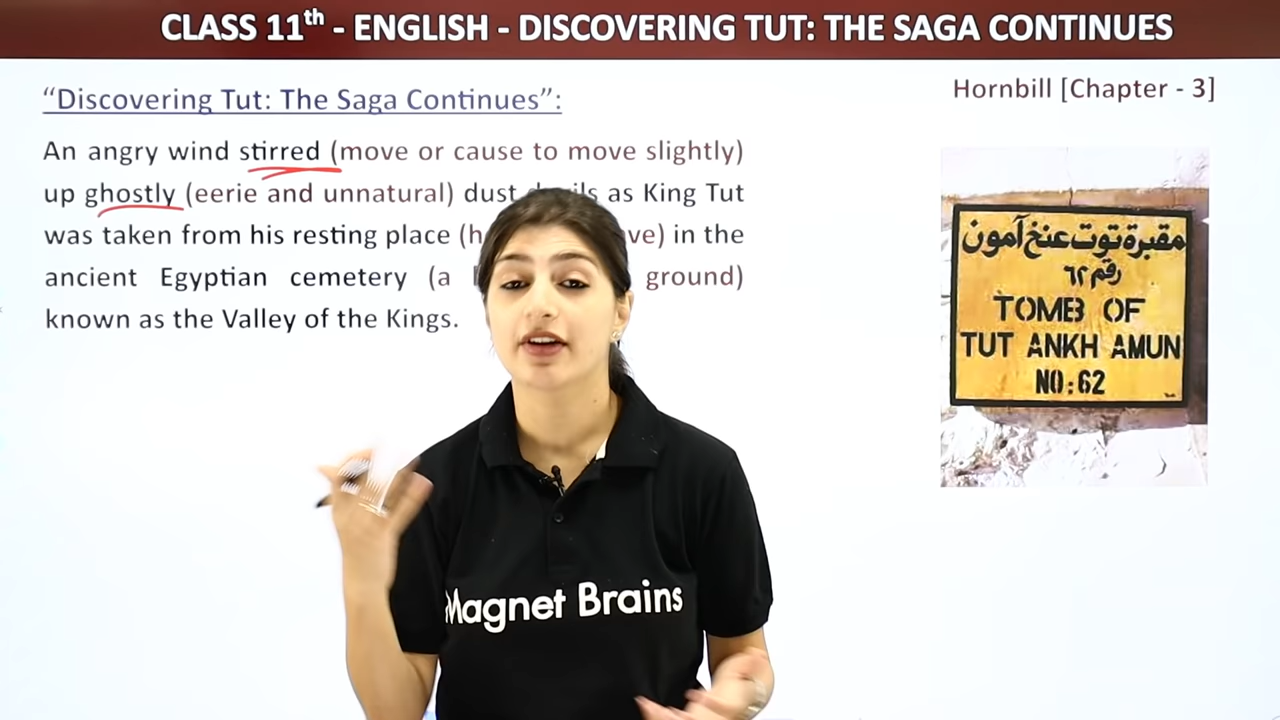 CLASS 11th - ENGLISH - DISCOVERING TUT: THE SAGA CONTINUES
“Discovering Tut: The Saga Continues”:
Hornbill [Chapter - 3]
An angry wind stirred (move or cause to move slightly)
up ghostly (eerie and unnatural) dust as King Tut
was taken from his resting place in the
ancient Egyptian cemetery (a ground)
known as the Valley of the Kings.
مقبرة توت عنخ آمون
رقم ٦٢
TOMB OF
TUT ANKH AMUN
NO:62
Magnet Brains